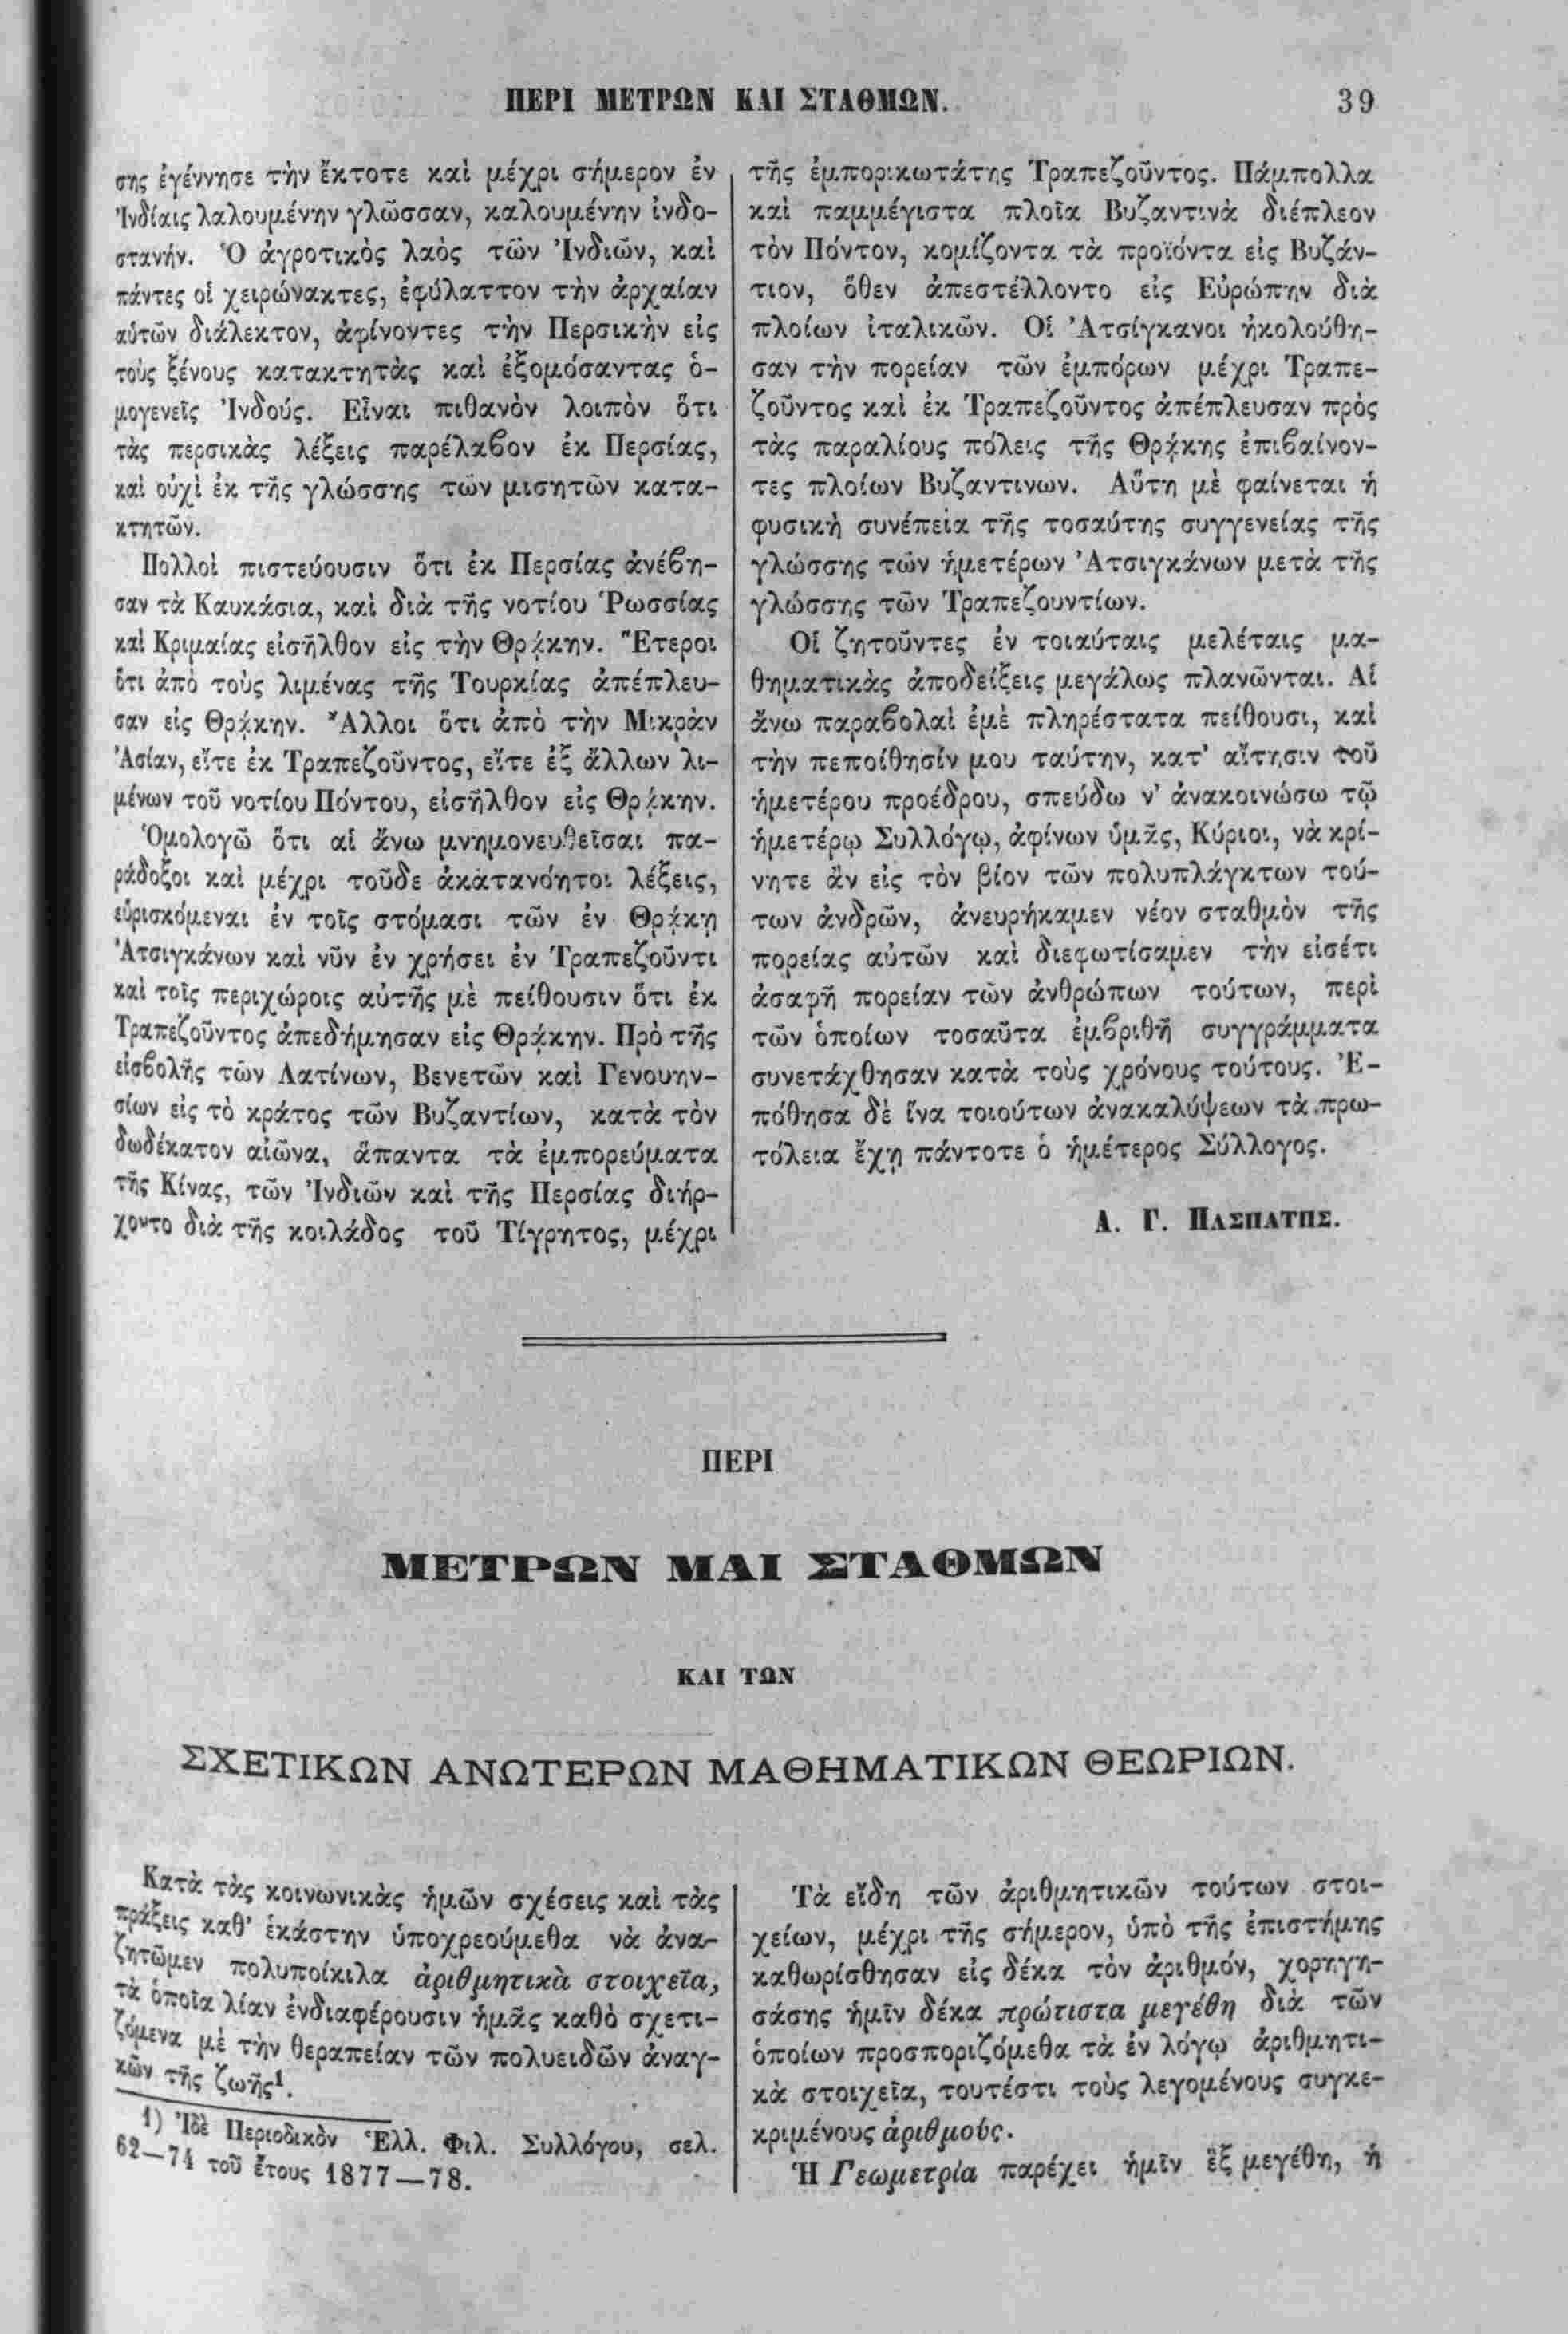 ΠΕΡΙ ΜΕΤΡΩΝ ΚΑΙ ΣΤΑΘΜΩΝ.
39
σης ἐγέννησε τὴν ἔκτοτε καὶ μέχρι σήμερον ἐν
Ἰνδίαις λαλουμένην γλῶσσαν, καλουμένην ἰνδο-
στανήν. Ὁ ἀγροτικὸς λαὸς τῶν Ἰνδιῶν, καὶ
πάντες οἱ χειρώνακτες, ἐφύλαττον τὴν ἀρχαίαν
αὑτῶν διάλεκτον, ἀφίνοντες τὴν Περσικὴν εἰς
τοὺς ξένους κατακτητὰς καὶ ἐξομόσαντας ὁ-
μογενεῖς Ἰνδούς. Εἶναι πιθανὸν λοιπὸν ὅτι
τὰς περσικὰς λέξεις παρέλαβον ἐκ Περσίας,
καὶ οὐχὶ ἐκ τῆς γλώσσης τῶν μισητῶν κατα-
κτητῶν.
Πολλοὶ πιστεύουσιν ὅτι ἐκ Περσίας ἀνέβη-
σαν τὰ Καυκάσια, καὶ διὰ τῆς νοτίου Ῥωσσίας
καὶ Κριμαίας εἰσῆλθον εἰς τὴν Θρᾴκην. Ἕτεροι
ὅτι ἀπὸ τοὺς λιμένας τῆς Τουρκίας ἀπέπλευ-
σαν εἰς Θρᾴκην. Ἄλλοι ὅτι ἀπὸ τὴν Μικρὰν
Ἀσίαν, εἴτε ἐκ Τραπεζοῦντος, εἴτε ἐξ ἄλλων λι-
μένων τοῦ νοτίου Πόντου, εἰσῆλθον εἰς Θρᾴκην.
Ὁμολογῶ ὅτι αἱ ἄνω μνημονευθεῖσαι πα-
ράδοξοι καὶ μέχρι τοῦδε ἀκατανόητοι λέξεις,
εὑρισκόμεναι ἐν τοῖς στόμασι τῶν ἐν Θρᾴκῃ
Ἀτσιγκάνων καὶ νῦν ἐν χρήσει ἐν Τραπεζοῦντι
καὶ τοῖς περιχώροις αὐτῆς μὲ πείθουσιν ὅτι ἐκ
Τραπεζοῦντος ἀπεδήμησαν εἰς Θρᾴκην. Πρὸ τῆς
εἰσβολῆς τῶν Λατίνων, Βενετῶν καὶ Γενουην-
σίων εἰς τὸ κράτος τῶν Βυζαντίων, κατὰ τὸν
δωδέκατον αἰῶνα, ἅπαντα τὰ ἐμπορεύματα
τῆς Κίνας, τῶν Ἰνδιῶν καὶ τῆς Περσίας διήρ-
χοντο διὰ τῆς κοιλάδος τοῦ Τίγρητος, μέχρι
τῆς ἐμπορικωτάτης Τραπεζοῦντος. Πάμπολλα
καὶ παμμέγιστα πλοῖα Βυζαντινὰ διέπλεον
τὸν Πόντον, κομίζοντα τὰ προϊόντα εἰς Βυζάν-
τιον, ὅθεν ἀπεστέλλοντο εἰς Εὐρώπην διὰ
πλοίων ἰταλικῶν. Οἱ Ἀτσίγκανοι ἠκολούθη-
σαν τὴν πορείαν τῶν ἐμπόρων μέχρι Τραπε-
ζοῦντος καὶ ἐκ Τραπεζοῦντος ἀπέπλευσαν πρὸς
τὰς παραλίους πόλεις τῆς Θρᾴκης ἐπιβαίνον-
τες πλοίων Βυζαντινων. Αὕτη μὲ φαίνεται ἡ
φυσικὴ συνέπεια τῆς τοσαύτης συγγενείας τῆς
γλώσσης τῶν ἡμετέρων Ἀτσιγκάνων μετὰ τῆς
γλώσσης τῶν Τραπεζουντίων.
Οἱ ζητοῦντες ἐν τοιαύταις μελέταις μα-
θηματικὰς ἀποδείξεις μεγάλως πλανῶνται. Αἱ
ἄνω παραβολαὶ ἐμὲ πληρέστατα πείθουσι, καὶ
τὴν πεποίθησίν μου ταύτην, κατ' αἴτησιν τοῦ
ἡμετέρου προέδρου, σπεύδω ν' ἀνακοινώσω τῷ
ἡμετέρῳ Συλλόγῳ, ἀφίνων ὑμᾶς, Κύριοι, νὰ κρί-
νητε ἂν εἰς τὸν βίον τῶν πολυπλάγκτων τού-
των ἀνδρῶν, ἀνευρήκαμεν νέον σταθμὸν τῆς
πορείας αὐτῶν καὶ διεφωτίσαμεν τὴν εἰσέτι
ἀσαφῆ πορείαν τῶν ἀνθρώπων τούτων, περὶ
τῶν ὁποίων τοσαῦτα ἐμβριθῆ συγγράμματα
συνετάχθησαν κατὰ τοὺς χρόνους τούτους. Ἐ-
πόθησα δὲ ἵνα τοιούτων ἀνακαλύψεων τὰ πρω-
τόλεια ἔχῃ πάντοτε ὁ ἡμέτερος Σύλλογος.
Α. Γ. ΠΑΣΠΑΤΗΣ.
ΠΕΡΙ
ΜΕΤΡΩΝ ΜΑΙ ΣΤΑΘΜΩΝ
ΚΑΙ ΤΩΝ
ΣΧΕΤΙΚΩΝ ΑΝΩΤΕΡΩΝ ΜΑΘΗΜΑΤΙΚΩΝ ΘΕΩΡΙΩΝ.
Κατὰ τὰς κοινωνικὰς ἡμῶν σχέσεις καὶ τὰς
πράξεις καθ' ἑκάστην ὑποχρεούμεθα νὰ ἀνα-
ζητῶμεν πολυποίκιλα ἀριθμητικὰ στοιχεῖα,
τὰ ὁποῖα λίαν ἐνδιαφέρουσιν ἡμᾶς καθὸ σχετι-
ζόμενα μὲ τὴν θεραπείαν τῶν πολυειδῶν ἀναγ-
κῶν τῆς ζωῆς¹.
1) Ἰδὲ Περιοδικὸν Ἑλλ. Φιλ. Συλλόγου, σελ.
62—74 τοῦ ἔτους 1877—78.
Τὰ εἴδη τῶν ἀριθμητικῶν τούτων στοι-
χείων, μέχρι τῆς σήμερον, ὑπὸ τῆς ἐπιστήμης
καθωρίσθησαν εἰς δέκα τὸν ἀριθμόν, χορηγη-
σάσης ἡμῖν δέκα πρώτιστα μεγέθη διὰ τῶν
ὁποίων προσποριζόμεθα τὰ ἐν λόγῳ ἀριθμητι-
κὰ στοιχεῖα, τουτέστι τοὺς λεγομένους συγκε-
κριμένους ἀριθμούς.
Ἡ Γεωμετρία παρέχει ἡμῖν ἓξ μεγέθη, ἡ